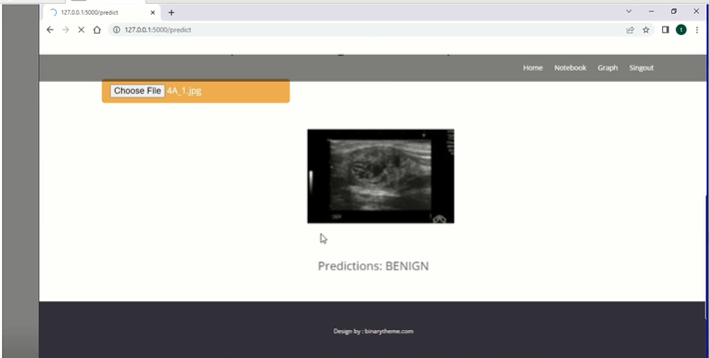 127.0.0.1:5000/predict
127.0.0.1:5000/predict
t
Home Notebook Graph Singout
Choose File 4A_1.jpg
Predictions: BENIGN
Design by : binarytheme.com